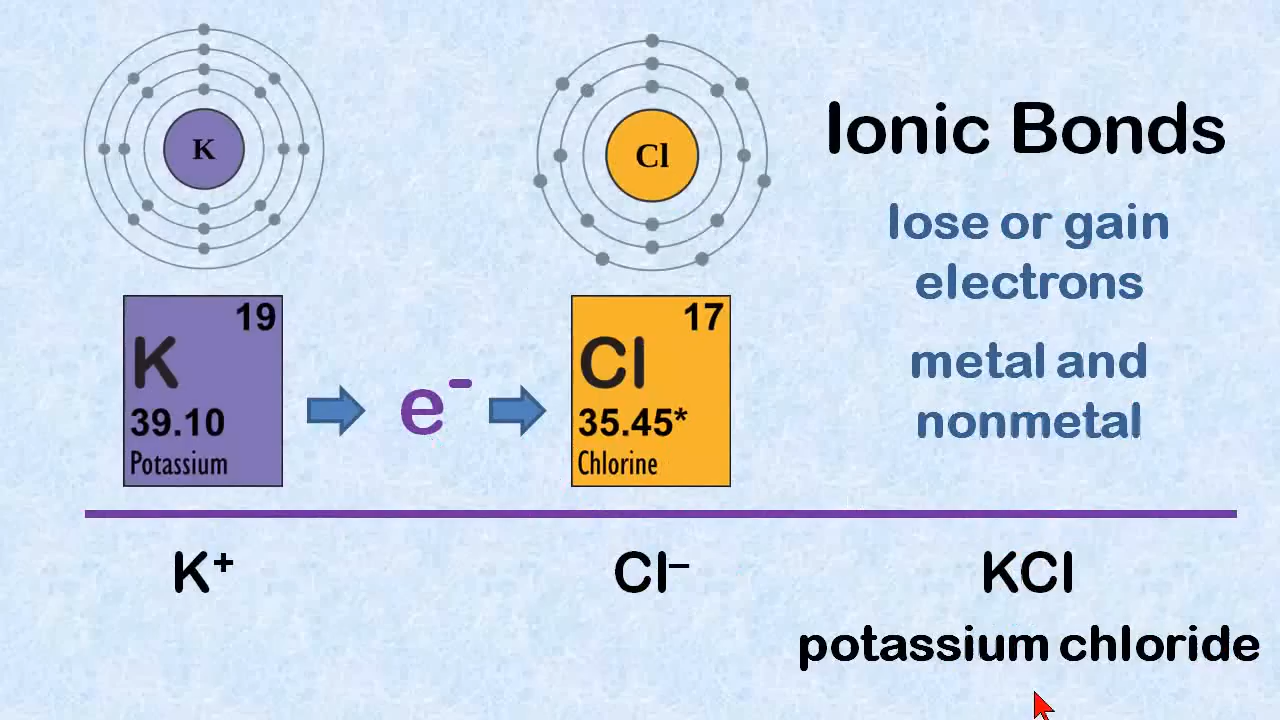 K
Cl
Ionic Bonds
lose or gain
electrons
metal and
nonmetal
19
K
39.10
Potassium
e⁻
17
Cl
35.45*
Chlorine
K⁺
Cl⁻
KCl
potassium chloride